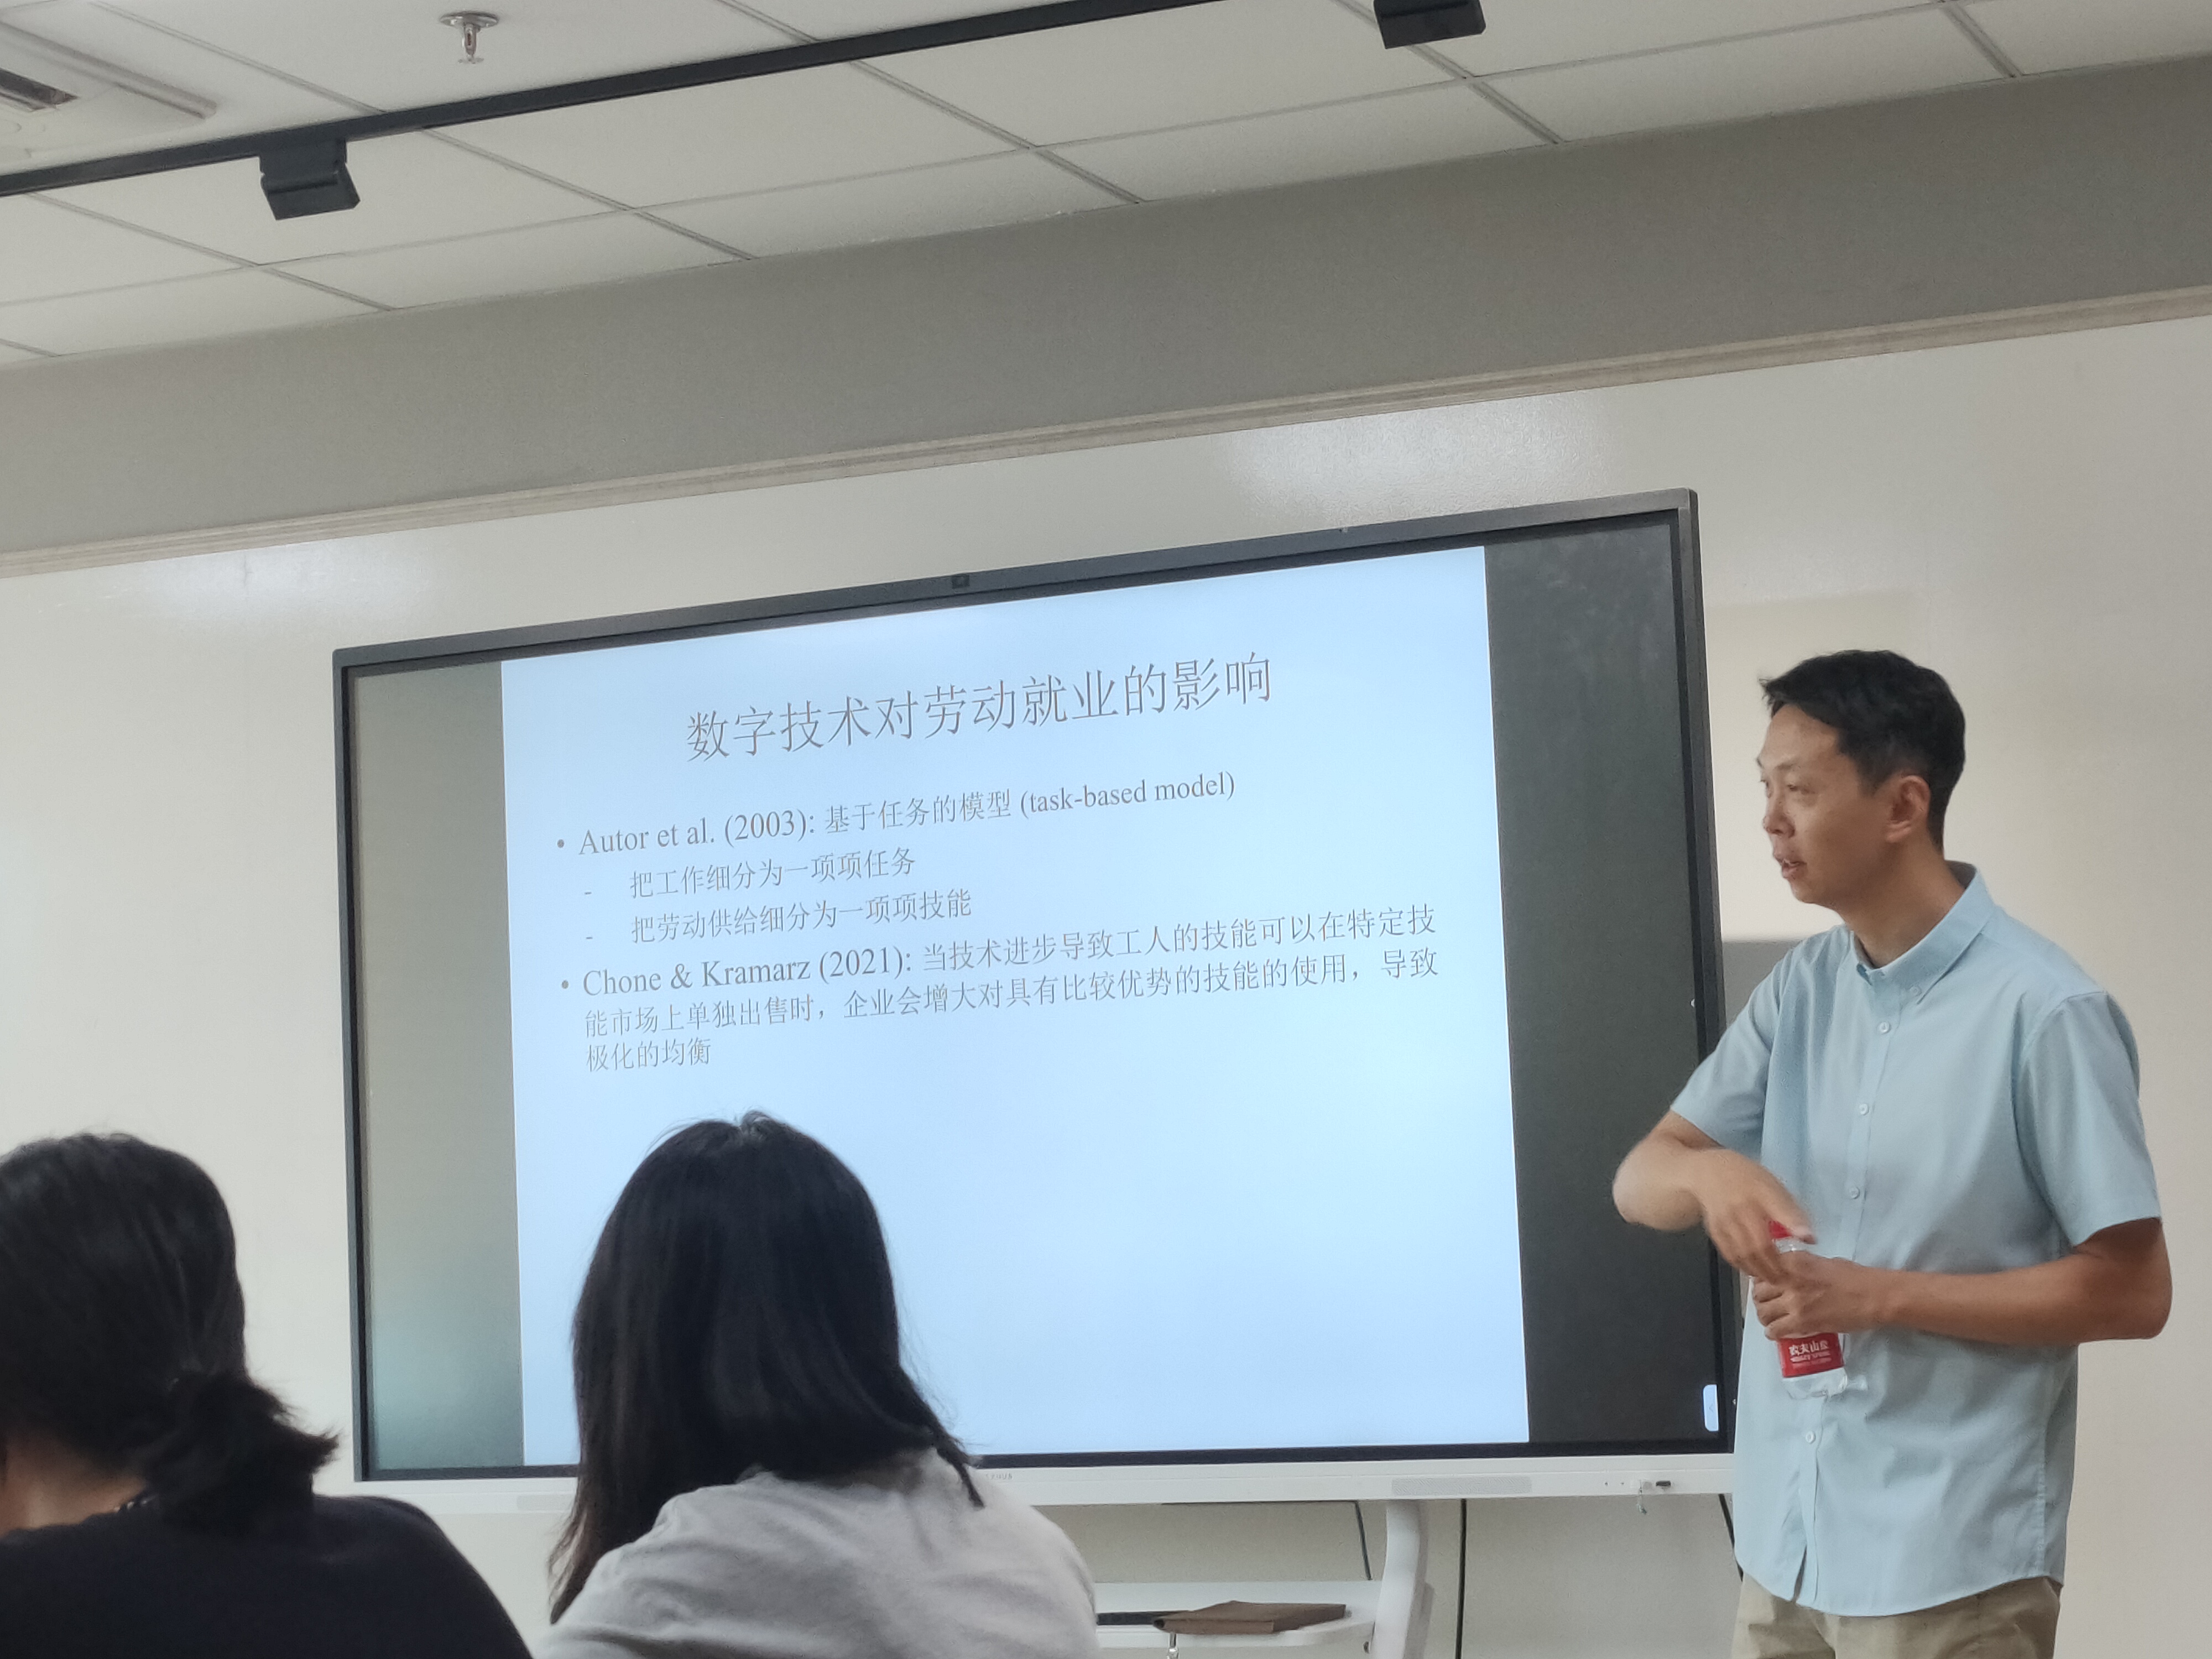 数字技术对劳动就业的影响
• Autor et al. (2003): 基于任务的模型 (task-based model)
- 把工作细分为一项项任务
- 把劳动供给细分为一项项技能
• Chone & Kramarz (2021): 当技术进步导致工人的技能可以在特定技
能市场上单独出售时，企业会增大对具有比较优势的技能的使用，导致
极化的均衡
农夫山泉